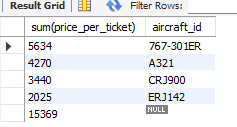 Result Grid Filter Rows:
sum(price_per_ticket) aircraft_id
5634 767-301ER
4270 A321
3440 CRJ900
2025 ERJ142
15369 NULL